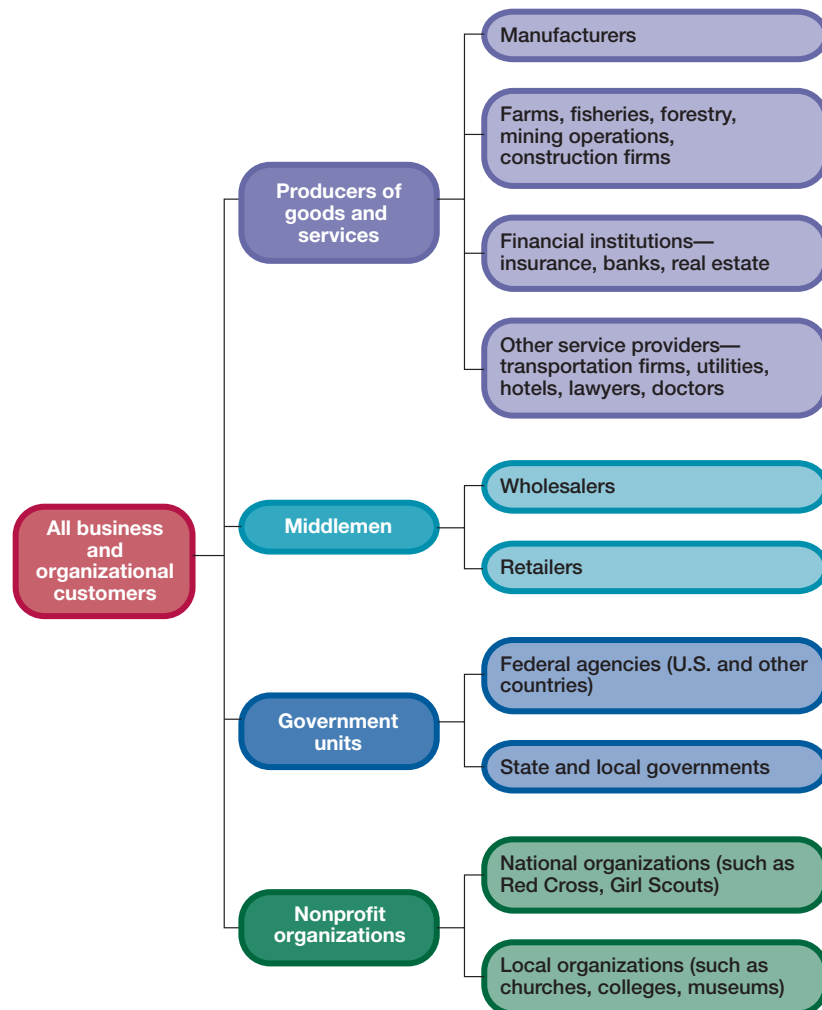 All business
and
organizational
customers
Producers of
goods and
services
Manufacturers
Farms, fisheries, forestry,
mining operations,
construction firms
Financial institutions—
insurance, banks, real estate
Other service providers—
transportation firms, utilities,
hotels, lawyers, doctors
Middlemen
Wholesalers
Retailers
Government
units
Federal agencies (U.S. and other
countries)
State and local governments
Nonprofit
organizations
National organizations (such as
Red Cross, Girl Scouts)
Local organizations (such as
churches, colleges, museums)